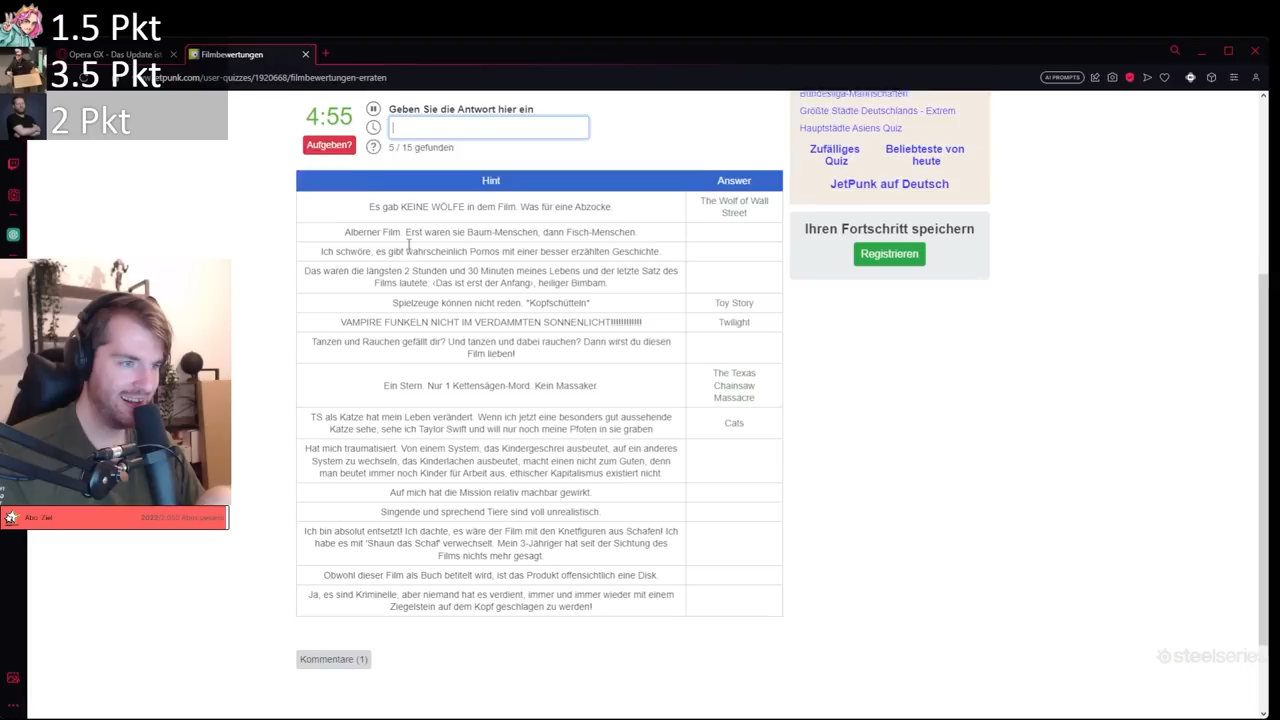 1.5 Pkt
3.5 Pkt
2 Pkt
Opera GX - Das Update ist
Filmbewertungen
etpunk.com/user-quizzes/1920668/filmbewertungen-erraten
AI PROMPTS
4:55
Geben Sie die Antwort hier ein
Aufgeben?
5 / 15 gefunden
Hint
Answer
Es gab KEINE WÖLFE in dem Film. Was für eine Abzocke.
The Wolf of Wall
Street
Alberner Film. Erst waren sie Baum-Menschen, dann Fisch-Menschen.
Ich schwöre, es gibt wahrscheinlich Pornos mit einer besser erzählten Geschichte.
Das waren die längsten 2 Stunden und 30 Minuten meines Lebens und der letzte Satz des
Films lautete: ‹Das ist erst der Anfang›, heiliger Bimbam.
Spielzeuge können nicht reden. *Kopfschütteln*
Toy Story
VAMPIRE FUNKELN NICHT IM VERDAMMTEN SONNENLICHT!!!!!!!!!!!!
Twilight
Tanzen und Rauchen gefällt dir? Und tanzen und dabei rauchen? Dann wirst du diesen
Film lieben!
Ein Stern. Nur 1 Kettensägen-Mord. Kein Massaker.
The Texas
Chainsaw
Massacre
TS als Katze hat mein Leben verändert. Wenn ich jetzt eine besonders gut aussehende
Katze sehe, sehe ich Taylor Swift und will nur noch meine Pfoten in sie graben
Cats
Hat mich traumatisiert. Von einem System, das Kindergeschrei ausbeutet, auf ein anderes
System zu wechseln, das Kinderlachen ausbeutet, macht einen nicht zum Guten, denn
man beutet immer noch Kinder für Arbeit aus, ethischer Kapitalismus existiert nicht.
Auf mich hat die Mission relativ machbar gewirkt.
Singende und sprechend Tiere sind voll unrealistisch.
Ich bin absolut entsetzt! Ich dachte, es wäre der Film mit den Knetfiguren aus Schafen! Ich
habe es mit 'Shaun das Schaf' verwechselt. Mein 3-Jähriger hat seit der Sichtung des
Films nichts mehr gesagt.
Obwohl dieser Film als Buch betitelt wird, ist das Produkt offensichtlich eine Disk.
Ja, es sind Kriminelle, aber niemand hat es verdient, immer und immer wieder mit einem
Ziegelstein auf dem Kopf geschlagen zu werden!
Kommentare (1)
Bundesliga-Mannschaften
Größte Städte Deutschlands - Extrem
Hauptstädte Asiens Quiz
Zufälliges
Quiz
Beliebteste von
heute
JetPunk auf Deutsch
Ihren Fortschritt speichern
Registrieren
Abo-Ziel
steelseries